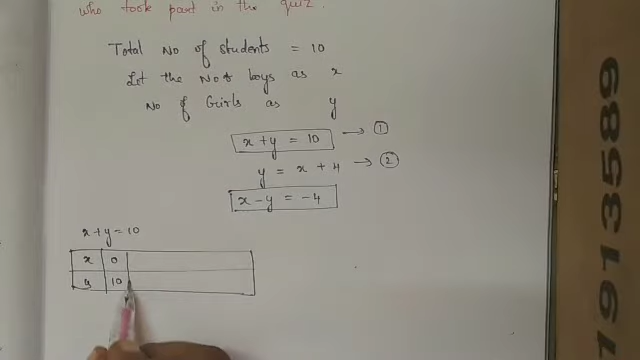 who took part in the quiz.
Total No of students = 10
Let the No of boys as x
No of Girls as y
x + y = 10 → ①
y = x + 4 → ②
x - y = -4
x + y = 10
x 0
y 10
1913589